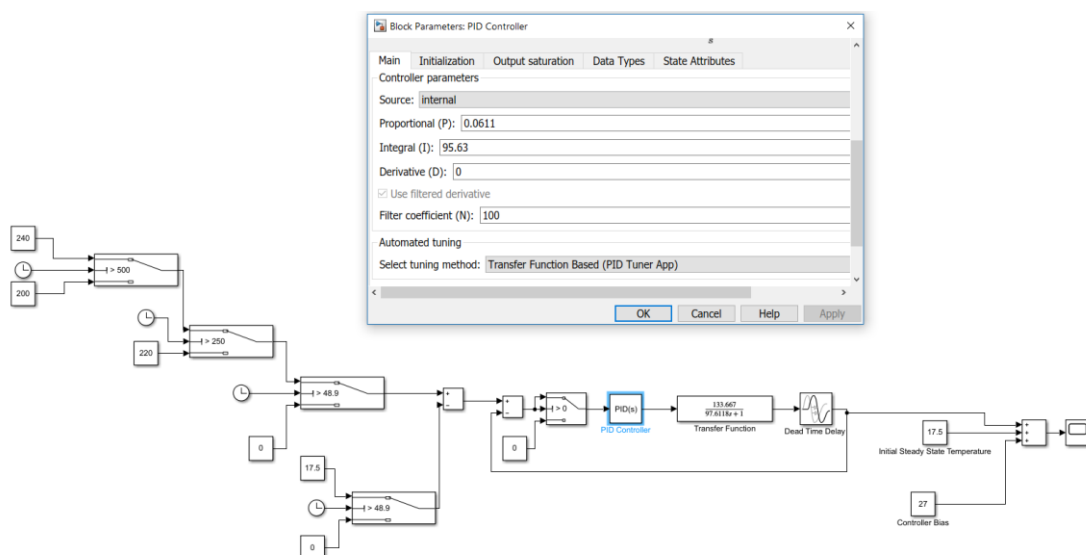 Block Parameters: PID Controller
Main Initialization Output saturation Data Types State Attributes
Controller parameters
Source: internal
Proportional (P): 0.0611
Integral (I): 95.63
Derivative (D): 0
Use filtered derivative
Filter coefficient (N): 100
Automated tuning
Select tuning method: Transfer Function Based (PID Tuner App)
OK Cancel Help Apply
240
> 500
200
> 250
220
> 48.9
0
17.5
> 48.9
0
> 0
0
PID(s)
PID Controller
133.667
97.6118s + 1
Transfer Function
Dead Time Delay
17.5
Initial Steady State Temperature
27
Controller Bias